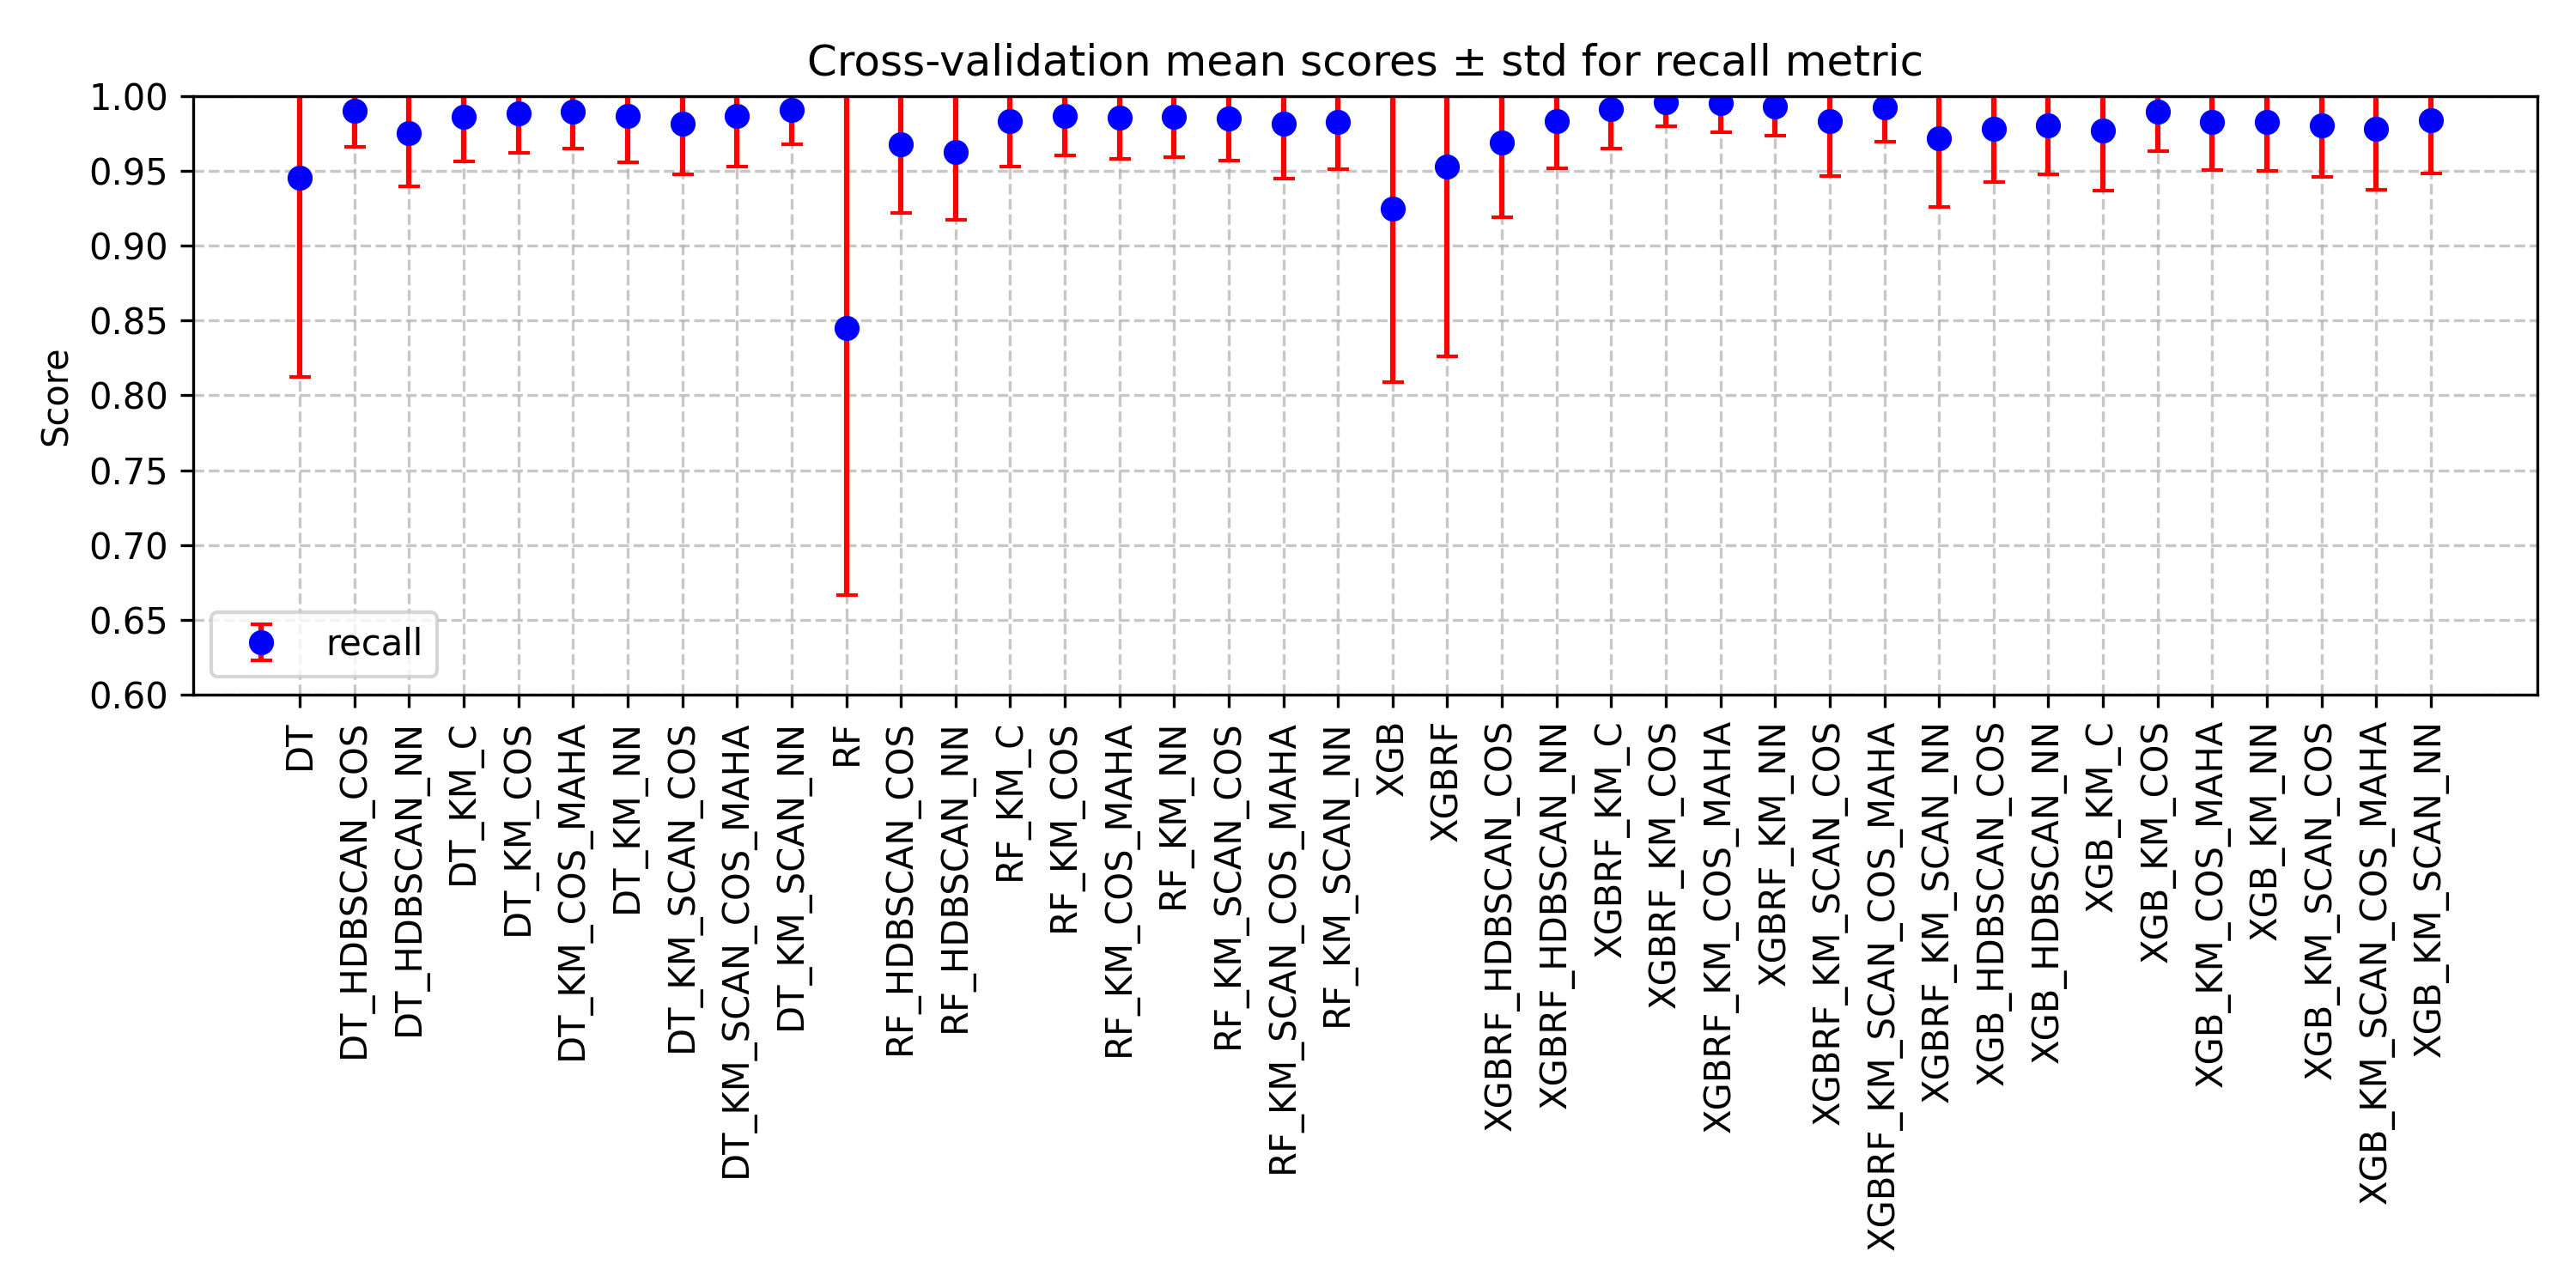 Cross-validation mean scores ± std for recall metric
1.00
0.95
0.90
0.85
0.80
0.75
0.70
0.65
0.60
Score
recall
DT
DT_HDBSCAN_COS
DT_HDBSCAN_NN
DT_KM_C
DT_KM_COS
DT_KM_COS_MAHA
DT_KM_NN
DT_KM_SCAN_COS
DT_KM_SCAN_COS_MAHA
DT_KM_SCAN_NN
RF
RF_HDBSCAN_COS
RF_HDBSCAN_NN
RF_KM_C
RF_KM_COS
RF_KM_COS_MAHA
RF_KM_NN
RF_KM_SCAN_COS
RF_KM_SCAN_COS_MAHA
RF_KM_SCAN_NN
XGB
XGBRF
XGBRF_HDBSCAN_COS
XGBRF_HDBSCAN_NN
XGBRF_KM_C
XGBRF_KM_COS
XGBRF_KM_COS_MAHA
XGBRF_KM_NN
XGBRF_KM_SCAN_COS
XGBRF_KM_SCAN_COS_MAHA
XGBRF_KM_SCAN_NN
XGB_HDBSCAN_COS
XGB_HDBSCAN_NN
XGB_KM_C
XGB_KM_COS
XGB_KM_COS_MAHA
XGB_KM_NN
XGB_KM_SCAN_COS
XGB_KM_SCAN_COS_MAHA
XGB_KM_SCAN_NN